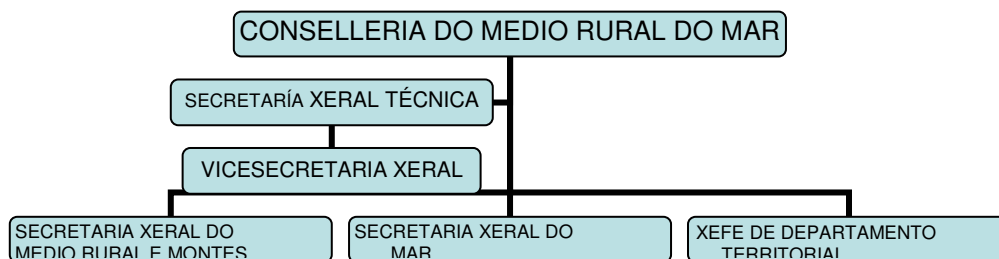 CONSELLERIA DO MEDIO RURAL DO MAR
SECRETARÍA XERAL TÉCNICA
VICESECRETARIA XERAL
SECRETARIA XERAL DO
MEDIO RURAL E MONTES
SECRETARIA XERAL DO
MAR
XEFE DE DEPARTAMENTO
TERRITORIAL